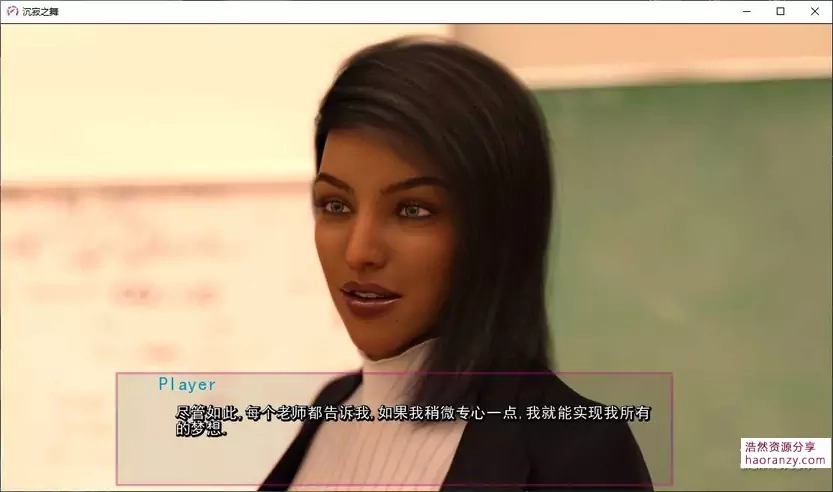 沉寂之舞
Player
尽管如此,每个老师都告诉我,如果我稍微专心一点,我就能实现我所有
的梦想.
浩然资源分享
haoranzy.com